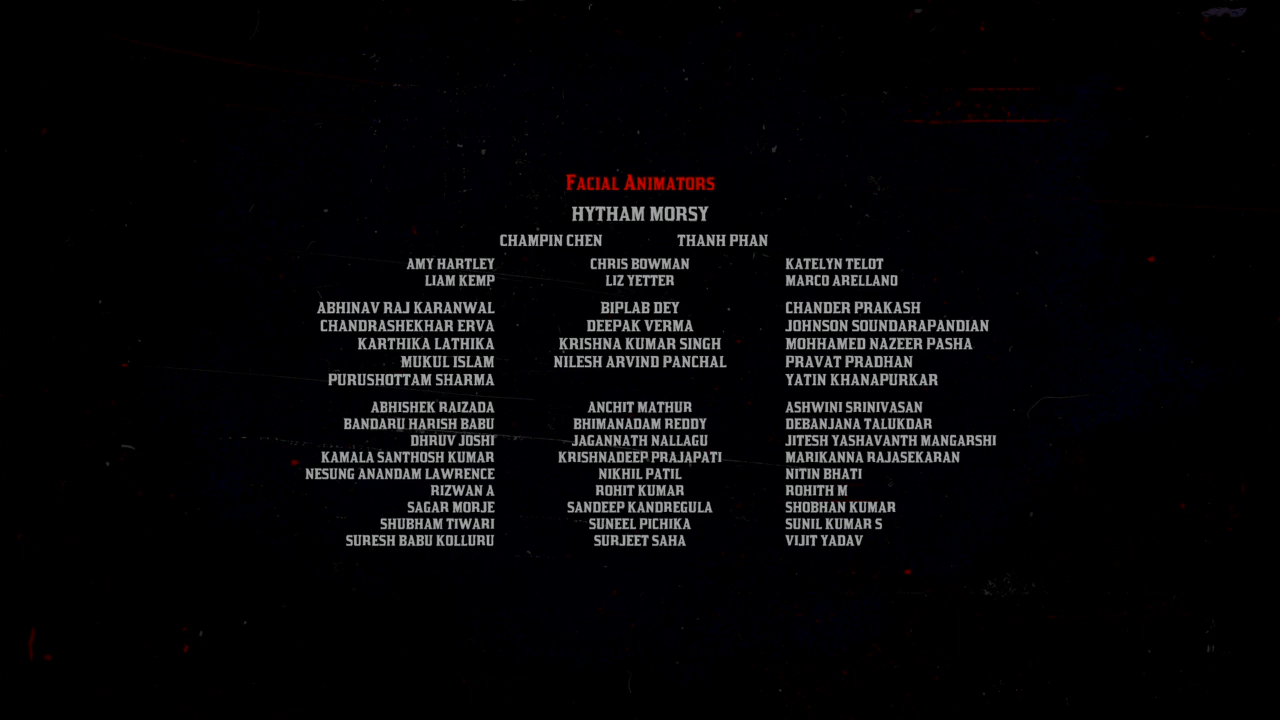 Facial Animators
HYTHAM MORSY
CHAMPIN CHEN THANH PHAN
AMY HARTLEY CHRIS BOWMAN KATELYN TELOT
LIAM KEMP LIZ YETTER MARCO ARELLANO
ABHINAV RAJ KARANWAL BIPLAB DEY CHANDER PRAKASH
CHANDRASHEKHAR ERVA DEEPAK VERMA JOHNSON SOUNDARAPANDIAN
KARTHIKA LATHIKA KRISHNA KUMAR SINGH MOHHAMED NAZEER PASHA
MUKUL ISLAM NILESH ARVIND PANCHAL PRAVAT PRADHAN
PURUSHOTTAM SHARMA YATIN KHANAPURKAR
ABHISHEK RAIZADA ANCHIT MATHUR ASHWINI SRINIVASAN
BANDARU HARISH BABU BHIMANADAM REDDY DEBANJANA TALUKDAR
DHRUV JOSHI JAGANNATH NALLAGU JITESH YASHAVANTH MANGARSHI
KAMALA SANTHOSH KUMAR KRISHNADEEP PRAJAPATI MARIKANNA RAJASEKARAN
NESUNG ANANDAM LAWRENCE NIKHIL PATIL NITIN BHATI
RIZWAN A ROHIT KUMAR ROHITH M
SAGAR MORJE SANDEEP KANDREGULA SHOBHAN KUMAR
SHUBHAM TIWARI SUNEEL PICHIKA SUNIL KUMAR S
SURESH BABU KOLLURU SURJEET SAHA VIJIT YADAV